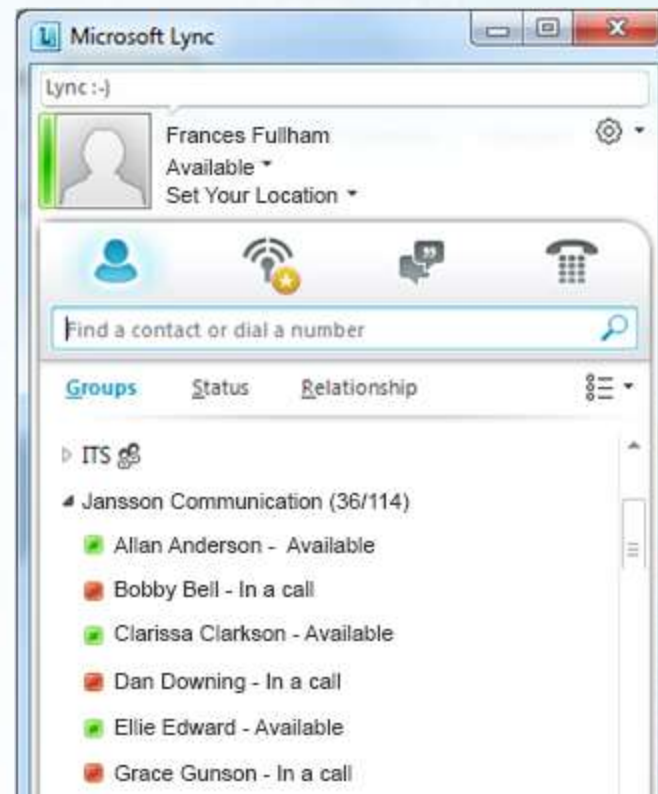 Microsoft Lync
Lync :-)
Frances Fullham
Available
Set Your Location
Find a contact or dial a number
Groups Status Relationship
ITS
Jansson Communication (36/114)
Allan Anderson - Available
Bobby Bell - In a call
Clarissa Clarkson - Available
Dan Downing - In a call
Ellie Edward - Available
Grace Gunson - In a call